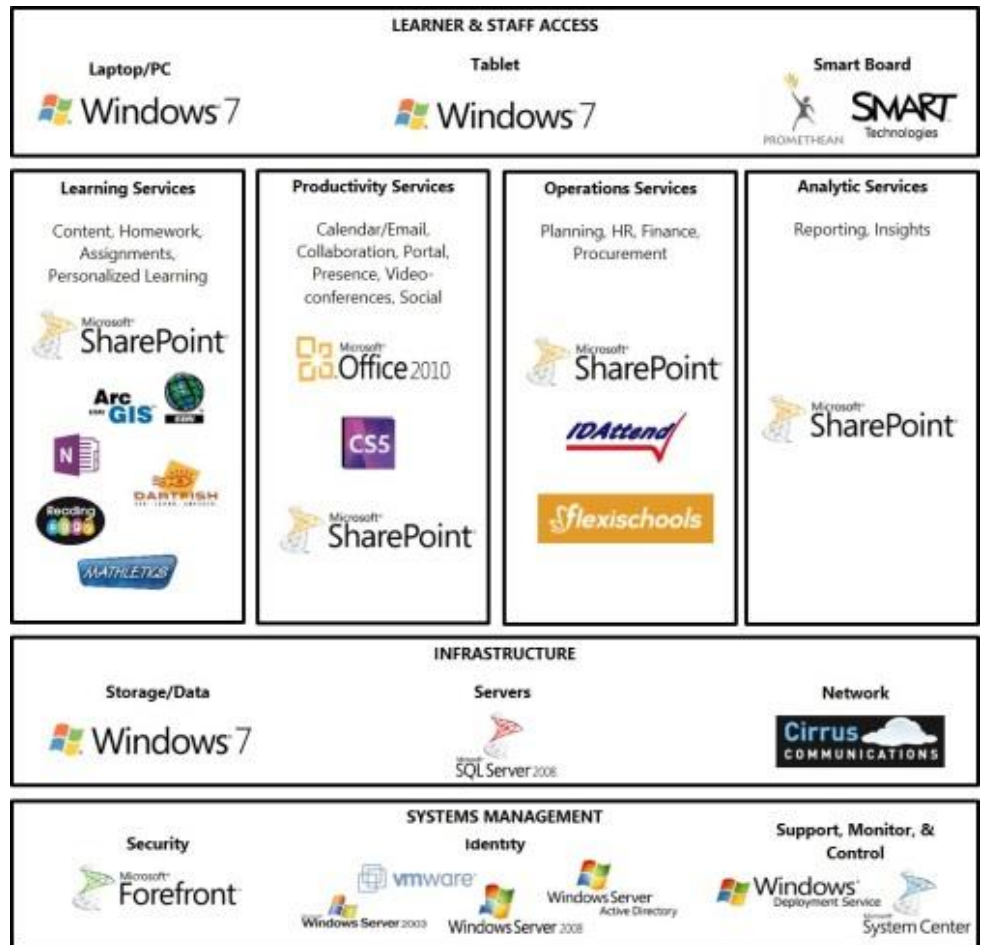 LEARNER & STAFF ACCESS
Laptop/PC
Windows 7
Tablet
Windows 7
Smart Board
PROMETHEAN
SMART
Technologies
Learning Services
Content, Homework,
Assignments,
Personalized Learning
Microsoft
SharePoint
Arc
GIS
N
DARTFISH
Reading
eggs
MATHLETICS
Productivity Services
Calendar/Email,
Collaboration, Portal,
Presence, Video-
conferences, Social
Microsoft
Office 2010
CS5
Microsoft
SharePoint
Operations Services
Planning, HR, Finance,
Procurement
Microsoft
SharePoint
IDAttend
flexischools
Analytic Services
Reporting, Insights
Microsoft
SharePoint
INFRASTRUCTURE
Storage/Data
Windows 7
Servers
Microsoft
SQL Server 2008
Network
Cirrus
COMMUNICATIONS
SYSTEMS MANAGEMENT
Security
Microsoft
Forefront
Identity
vmware
Windows Server 2003
Windows Server 2008
Windows Server
Active Directory
Support, Monitor, &
Control
Windows
Deployment Service
Microsoft
System Center